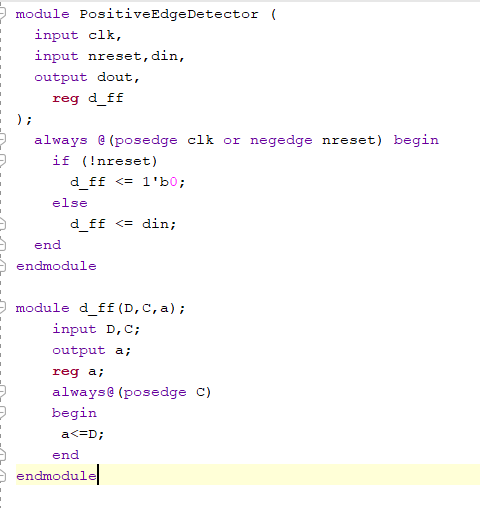 module PositiveEdgeDetector (
  input clk,
  input nreset,din,
  output dout,
    reg d_ff
);
  always @(posedge clk or negedge nreset) begin
    if (!nreset)
      d_ff <= 1'b0;
    else
      d_ff <= din;
  end
endmodule

module d_ff(D,C,a);
    input D,C;
    output a;
    reg a;
    always@(posedge C)
    begin
     a<=D;
    end
endmodule